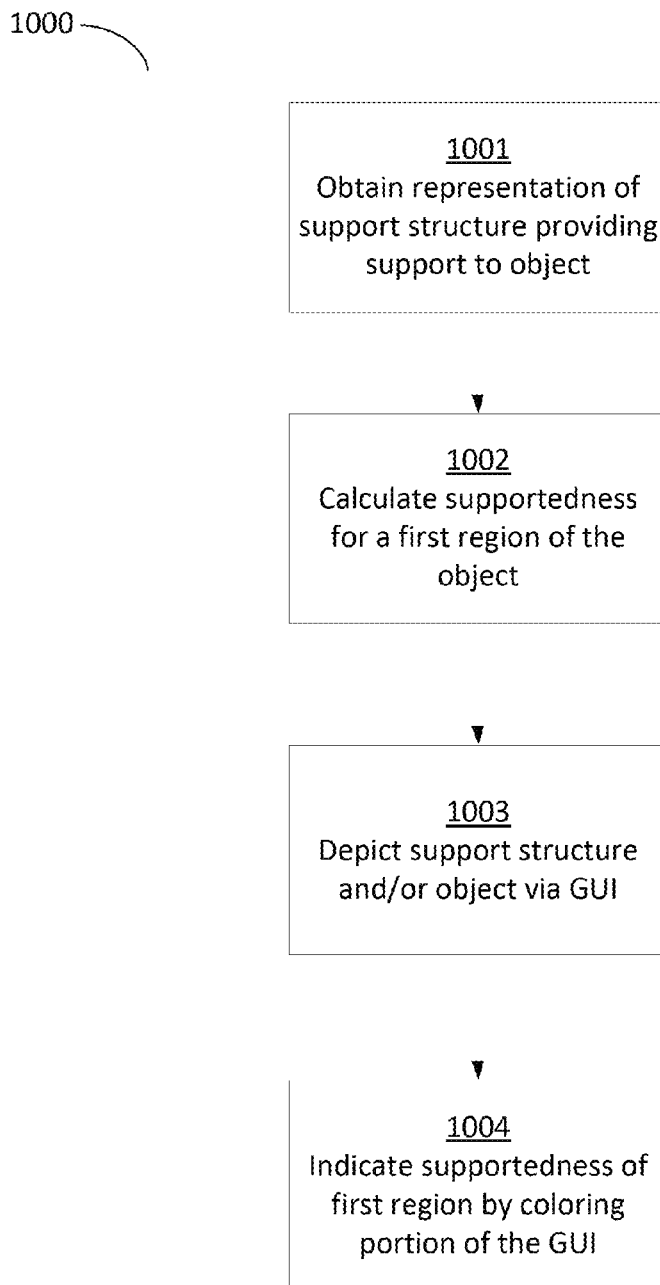 1000
1001
Obtain representation of
support structure providing
support to object
1002
Calculate supportedness
for a first region of the
object
1003
Depict support structure
and/or object via GUI
1004
Indicate supportedness of
first region by coloring
portion of the GUI